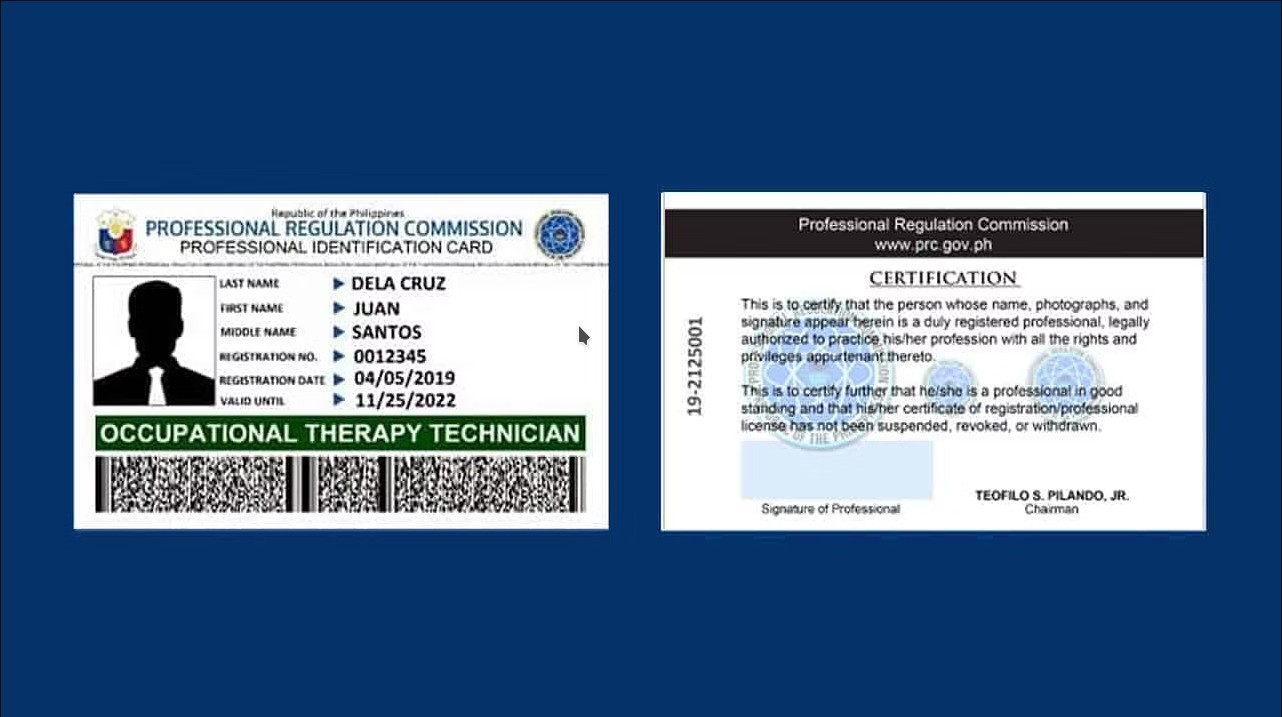 Republic of the Philippines
PROFESSIONAL REGULATION COMMISSION
PROFESSIONAL IDENTIFICATION CARD
LAST NAME DELA CRUZ
FIRST NAME JUAN
MIDDLE NAME SANTOS
REGISTRATION NO. 0012345
REGISTRATION DATE 04/05/2019
VALID UNTIL 11/25/2022
OCCUPATIONAL THERAPY TECHNICIAN
Professional Regulation Commission
www.prc.gov.ph
CERTIFICATION
This is to certify that the person whose name, photographs, and
signature appear herein is a duly registered professional, legally
authorized to practice his/her profession with all the rights and
privileges appurtenant thereto.
This is to certify further that he/she is a professional in good
standing and that his/her certificate of registration/professional
license has not been suspended, revoked, or withdrawn.
19-2125001
Signature of Professional
TEOFILO S. PILANDO, JR.
Chairman